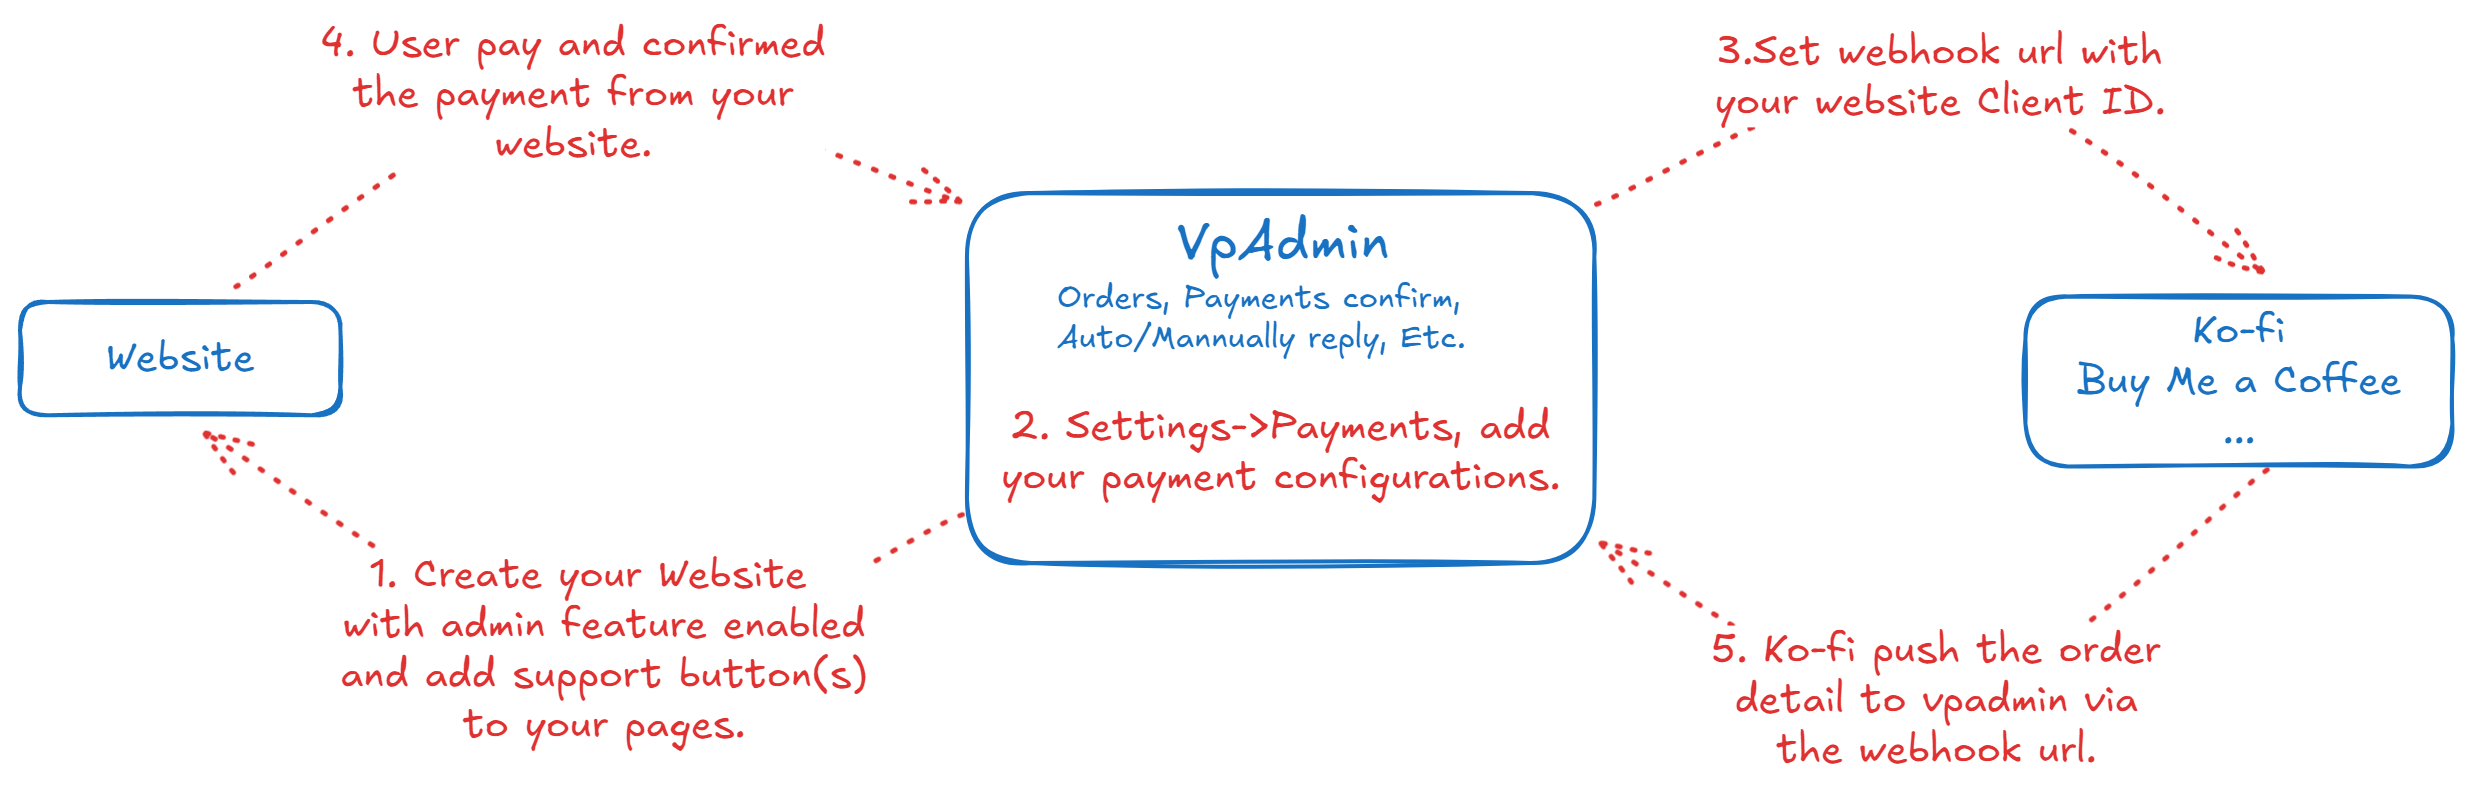 4. User pay and confirmed
the payment from your
website.
3.Set webhook url with
your website Client ID.
VpAdmin
Orders, Payments confirm,
Auto/Mannually reply, Etc.
2. Settings->Payments, add
your payment configurations.
Website
Ko-fi
Buy Me a Coffee
...
1. Create your Website
with admin feature enabled
and add support button(s)
to your pages.
5. Ko-fi push the order
detail to vpadmin via
the webhook url.